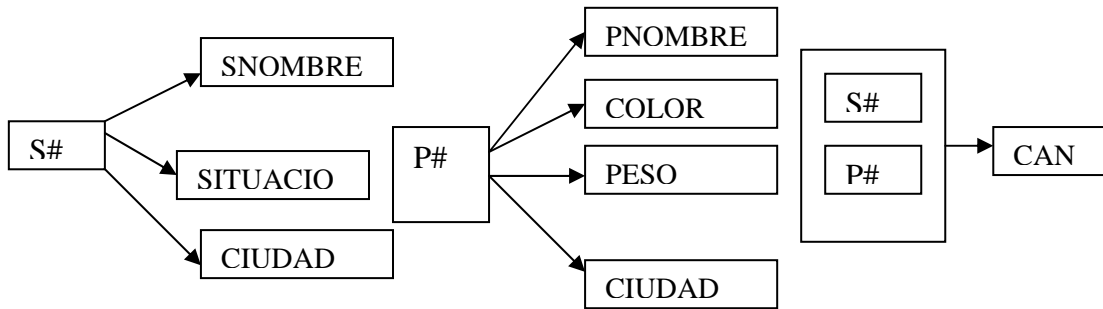 S#
SNOMBRE
SITUACIO
CIUDAD
P#
PNOMBRE
COLOR
PESO
CIUDAD
S#
P#
CAN